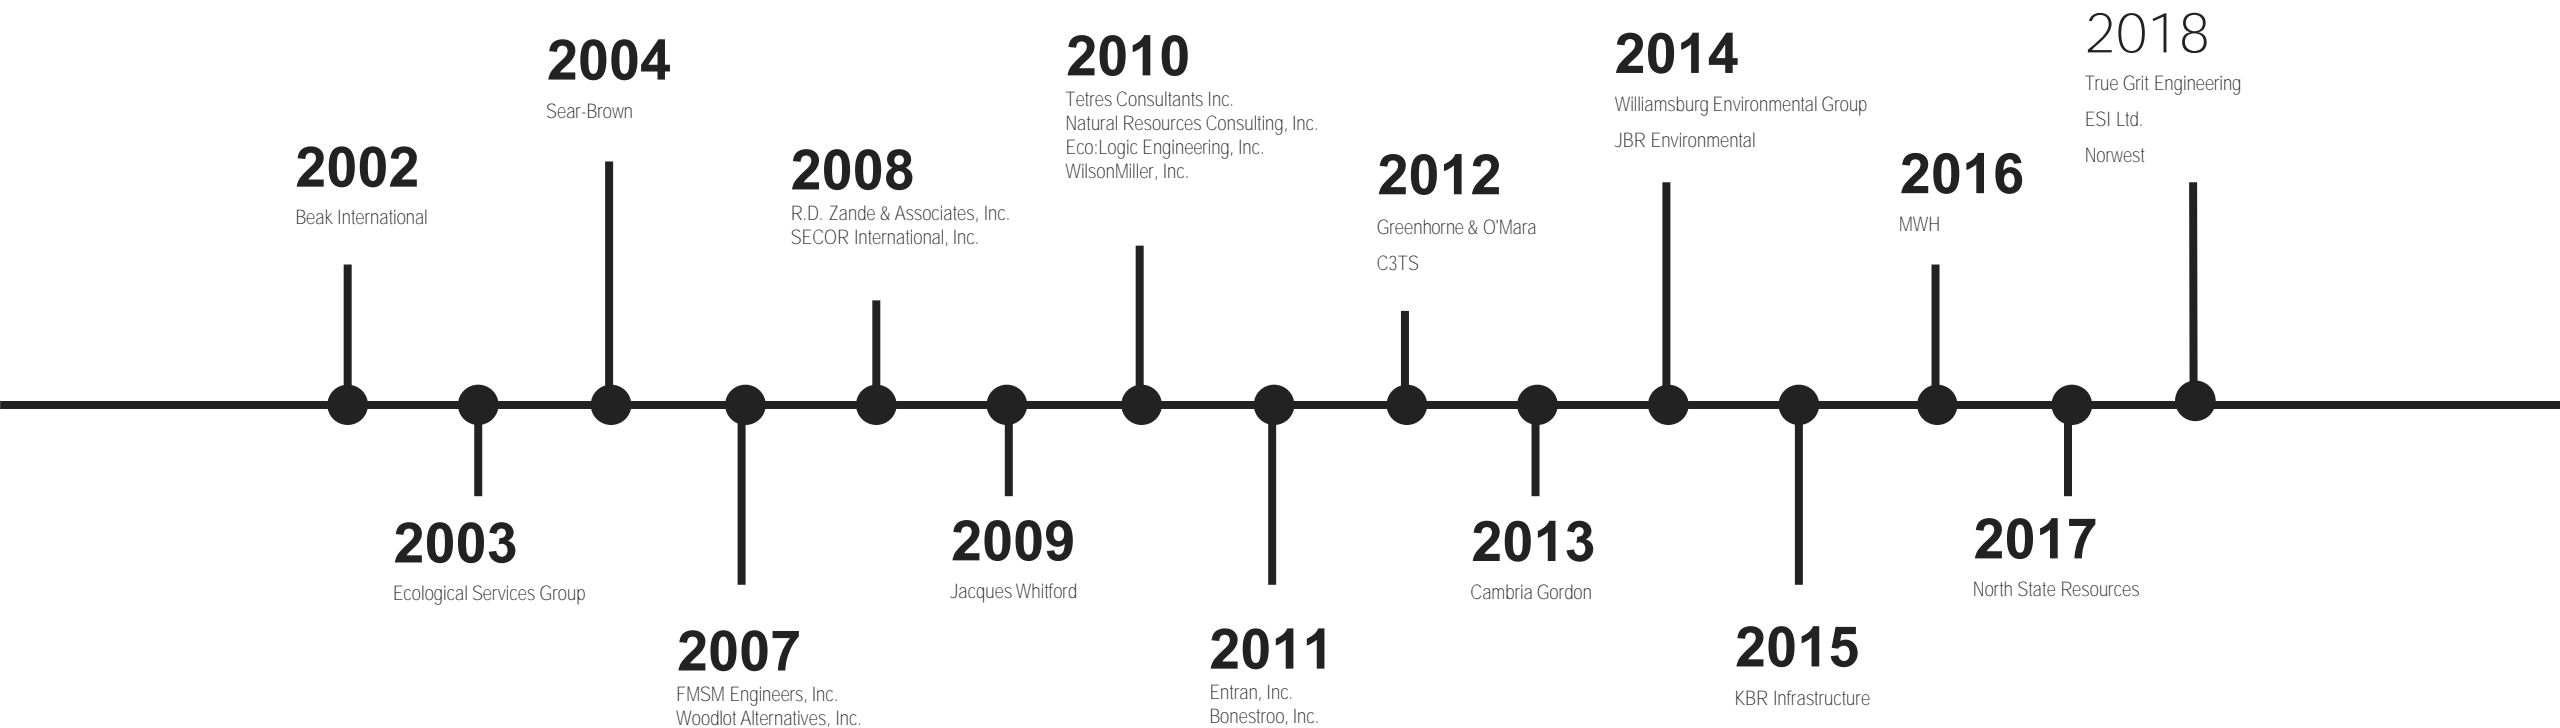 2002
Beak International
2003
Ecological Services Group
2004
Sear-Brown
2007
FMSM Engineers, Inc.
Woodlot Alternatives, Inc.
2008
R.D. Zande & Associates, Inc.
SECOR International, Inc.
2009
Jacques Whitford
2010
Tetres Consultants Inc.
Natural Resources Consulting, Inc.
Eco:Logic Engineering, Inc.
WilsonMiller, Inc.
2011
Entran, Inc.
Bonestroo, Inc.
2012
Greenhorne & O'Mara
C3TS
2013
Cambria Gordon
2014
Williamsburg Environmental Group
JBR Environmental
2015
KBR Infrastructure
2016
MWH
2017
North State Resources
2018
True Grit Engineering
ESI Ltd.
Norwest